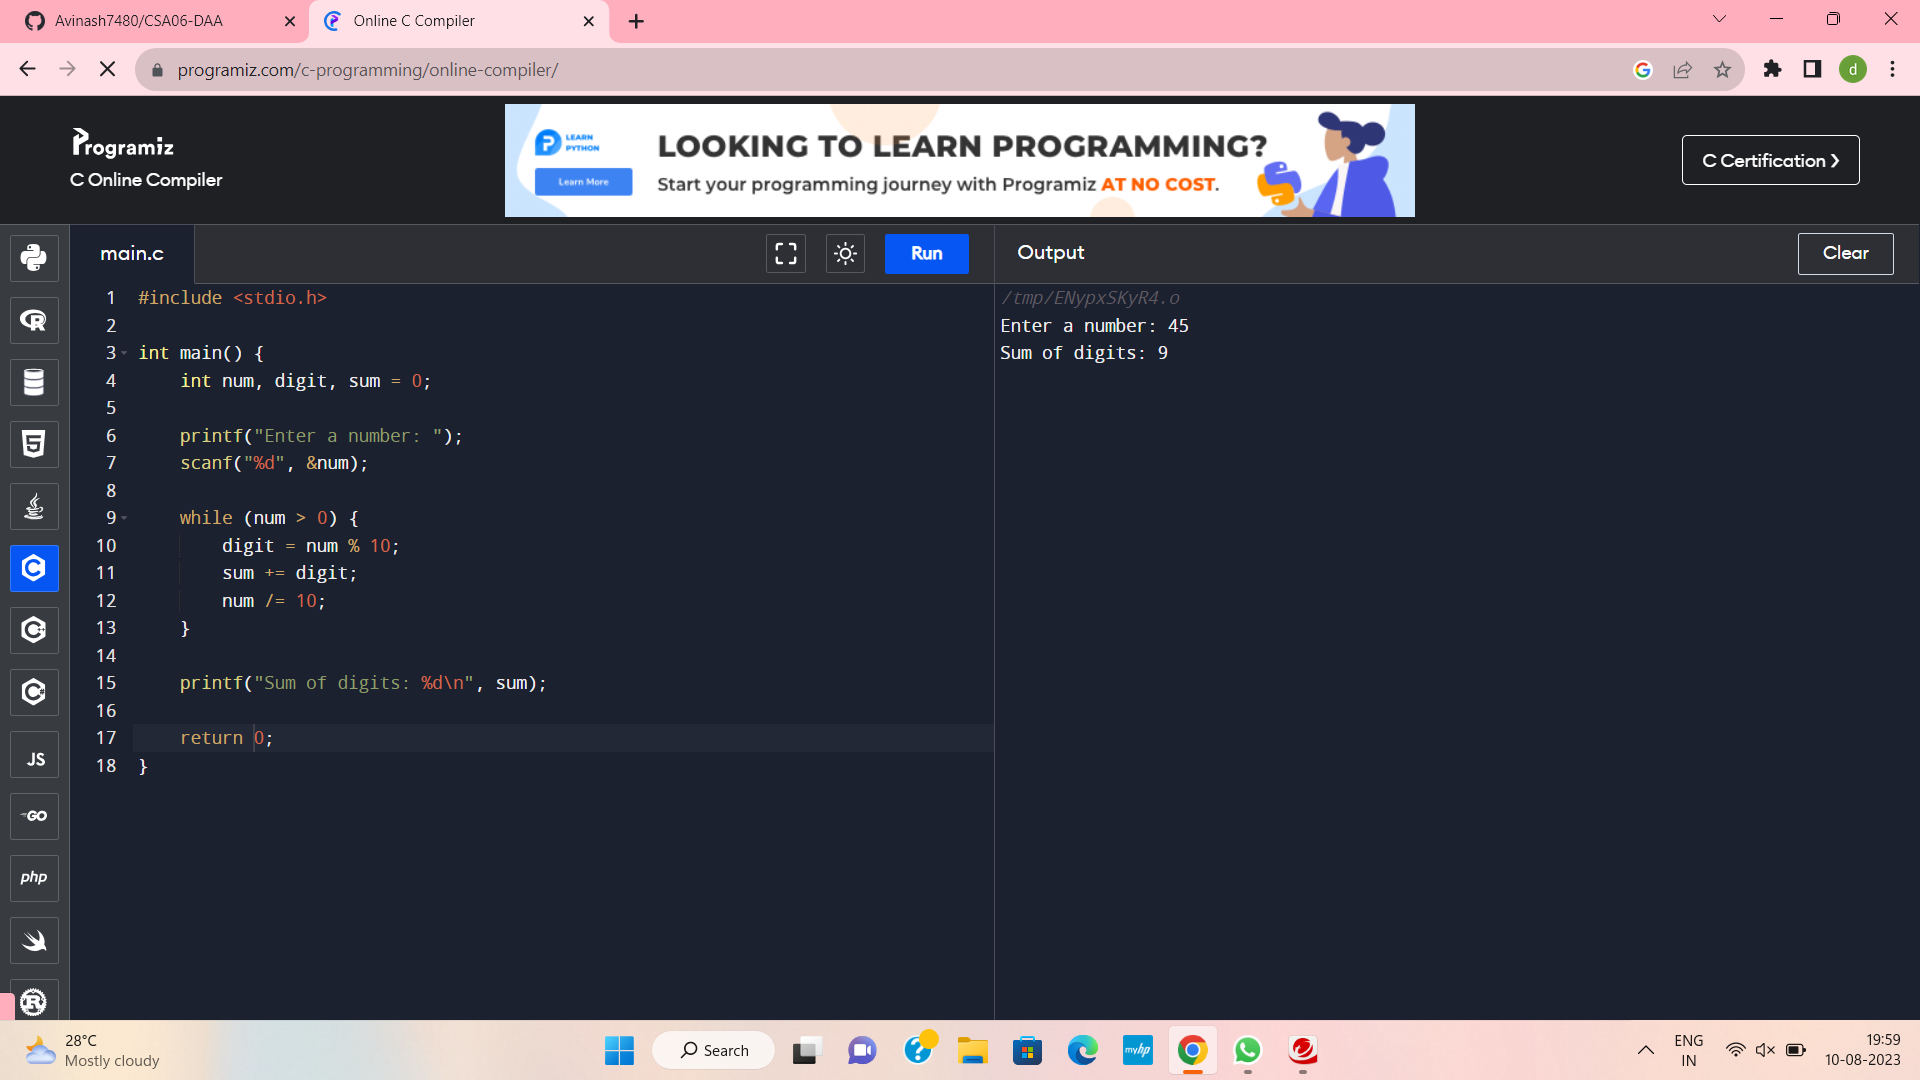 Avinash7480/CSA06-DAA
Online C Compiler
programiz.com/c-programming/online-compiler/
d
Programiz
C Online Compiler
LEARN PYTHON
Learn More
LOOKING TO LEARN PROGRAMMING?
Start your programming journey with Programiz AT NO COST.
C Certification ❯
main.c
Run
Output
Clear
1 #include <stdio.h>
2
3 int main() {
4 int num, digit, sum = 0;
5
6 printf("Enter a number: ");
7 scanf("%d", &num);
8
9 while (num > 0) {
10 digit = num % 10;
11 sum += digit;
12 num /= 10;
13 }
14
15 printf("Sum of digits: %d\n", sum);
16
17 return 0;
18 }
/tmp/ENypxSKyR4.o
Enter a number: 45
Sum of digits: 9
R
5
C
C
C
JS
GO
php
R
28°C
Mostly cloudy
Search
myhp
ENG
IN
19:59
10-08-2023